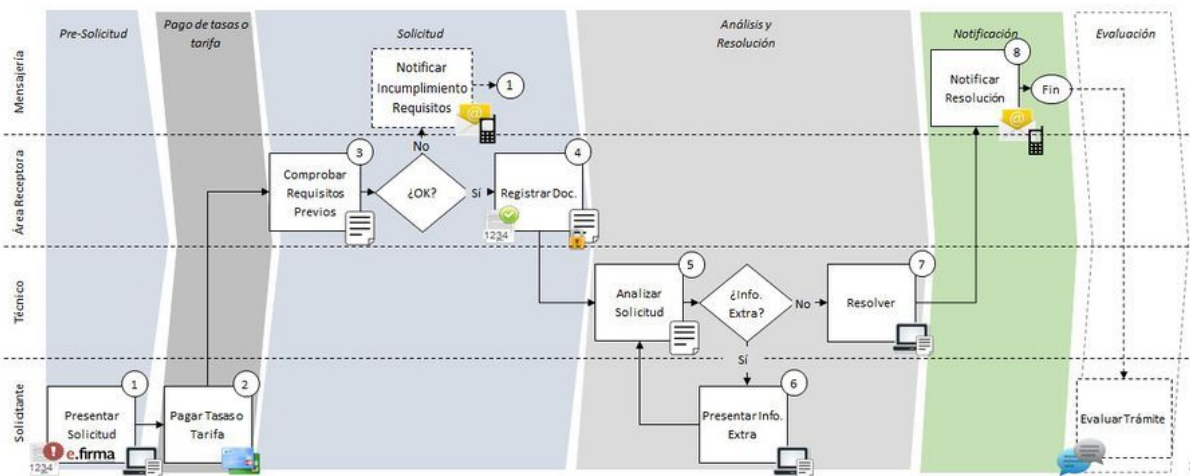 Pre-Solicitud
Pago de tasas o
tarifa
Solicitud
Análisis y
Resolución
Notificación
Evaluación
Mensajería
Notificar
Incumplimiento
Requisitos
1
8
Notificar
Resolución
Fin
Área Receptora
3
Comprobar
Requisitos
Previos
No
¿OK?
Sí
4
Registrar Doc.
1234
Técnico
5
Analizar
Solicitud
¿Info.
Extra?
No
Sí
7
Resolver
Solicitante
1
Presentar
Solicitud
1234
e.firma
2
Pagar Tasas o
Tarifa
6
Presentar Info.
Extra
Evaluar Trámite